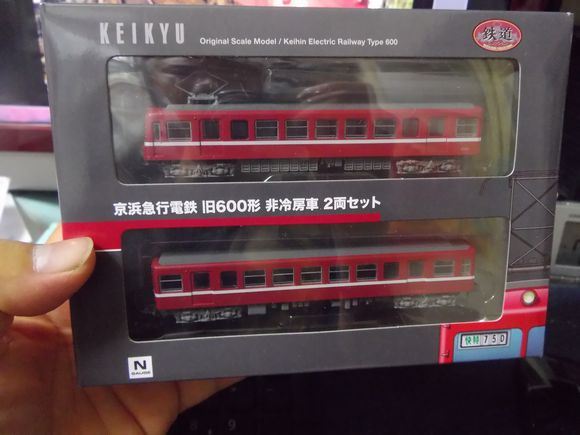 KEIKYU
Original Scale Model / Keihin Electric Railway Type 600
鉄道
京浜急行電鉄 旧600形 非冷房車 2両セット
快特 75D
N
GAUGE